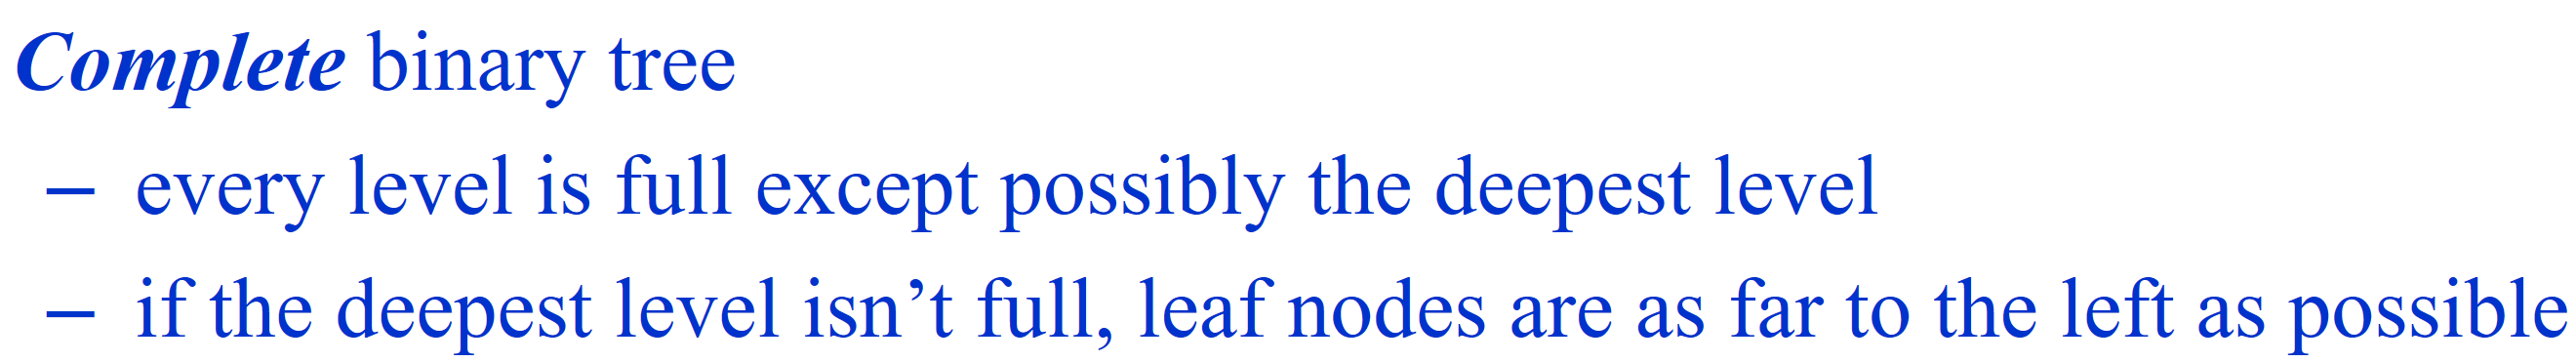 Complete binary tree
– every level is full except possibly the deepest level
– if the deepest level isn’t full, leaf nodes are as far to the left as possible